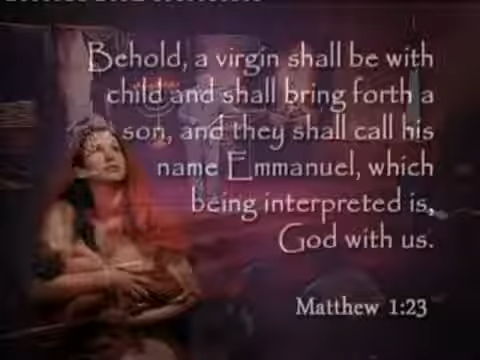 Behold, a virgin shall be with
child and shall bring forth a
son, and they shall call his
name Emmanuel, which
being interpreted is,
God with us.
Matthew 1:23